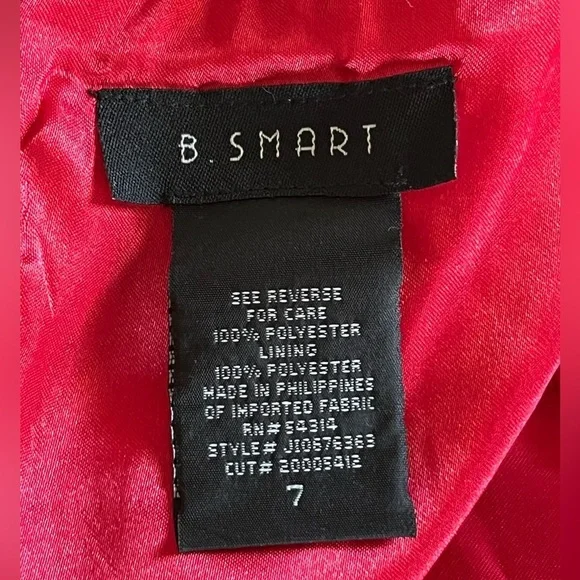 B. SMART
SEE REVERSE
FOR CARE
100% POLYESTER
LINING
100% POLYESTER
MADE IN PHILIPPINES
OF IMPORTED FABRIC
RN# 54314
STYLE# J10676363
CUT# 20005412
7